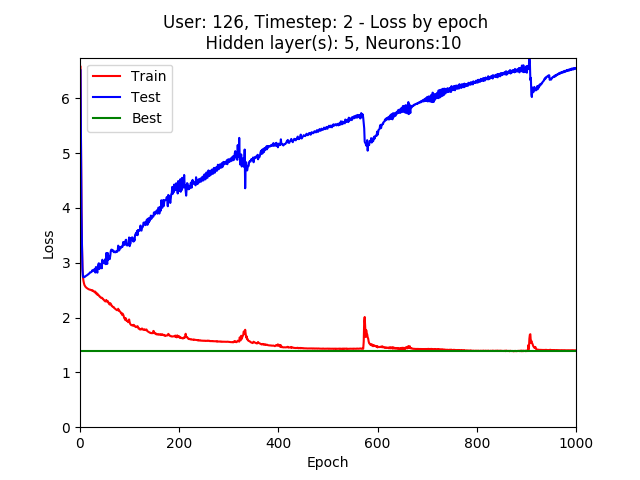 User: 126, Timestep: 2 - Loss by epoch
Hidden layer(s): 5, Neurons:10
Train
Test
Best
6
5
4
3
2
1
0
Loss
0 200 400 600 800 1000
Epoch